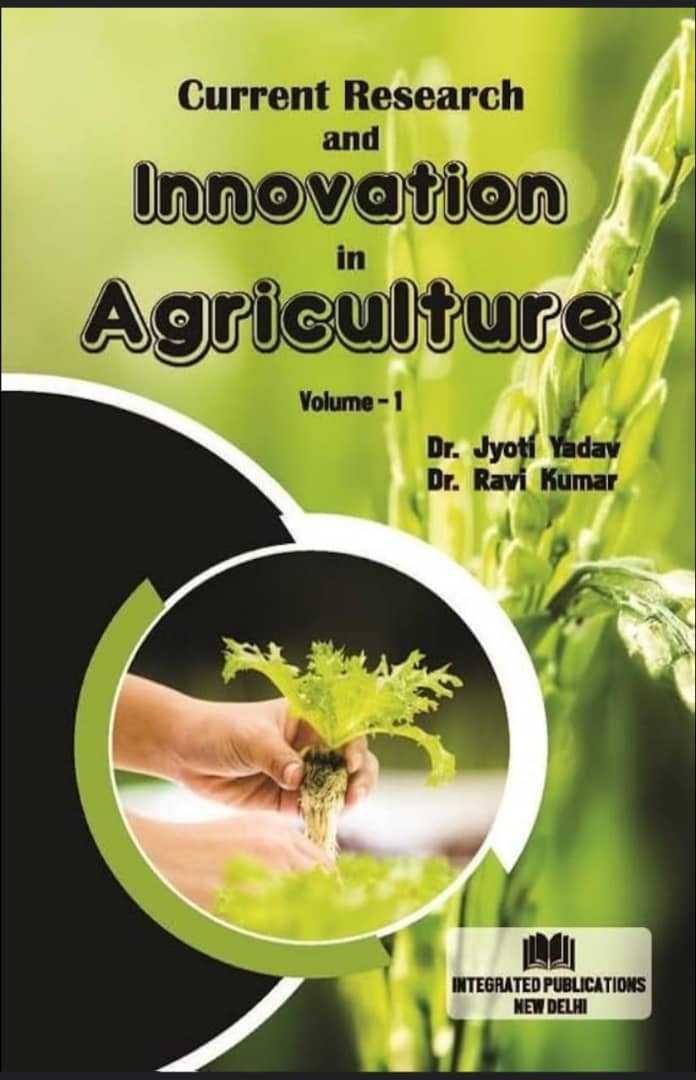 Current Research
and
Innovation
in
Agriculture
Volume - 1
Dr. Jyoti Yadav
Dr. Ravi Kumar
INTEGRATED PUBLICATIONS
NEW DELHI